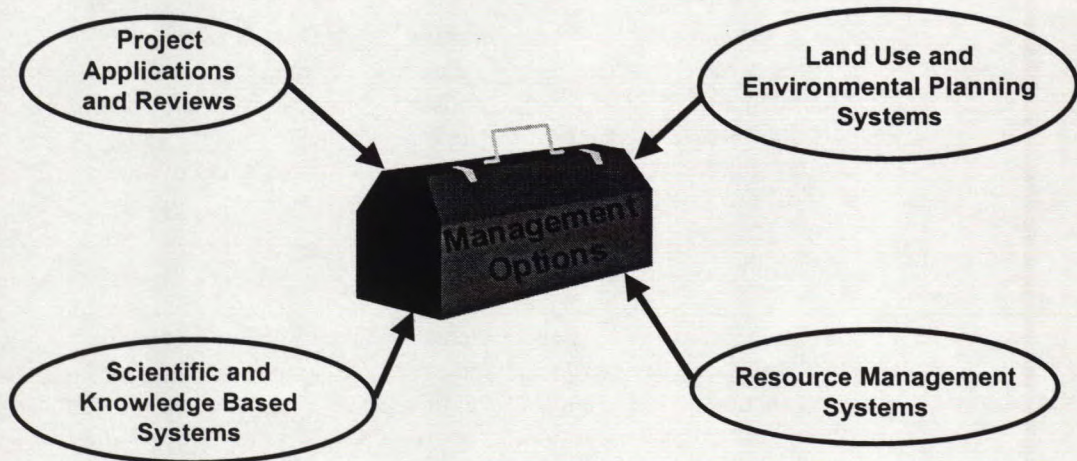 Project
Applications
and Reviews
Land Use and
Environmental Planning
Systems
Management
Options
Scientific and
Knowledge Based
Systems
Resource Management
Systems